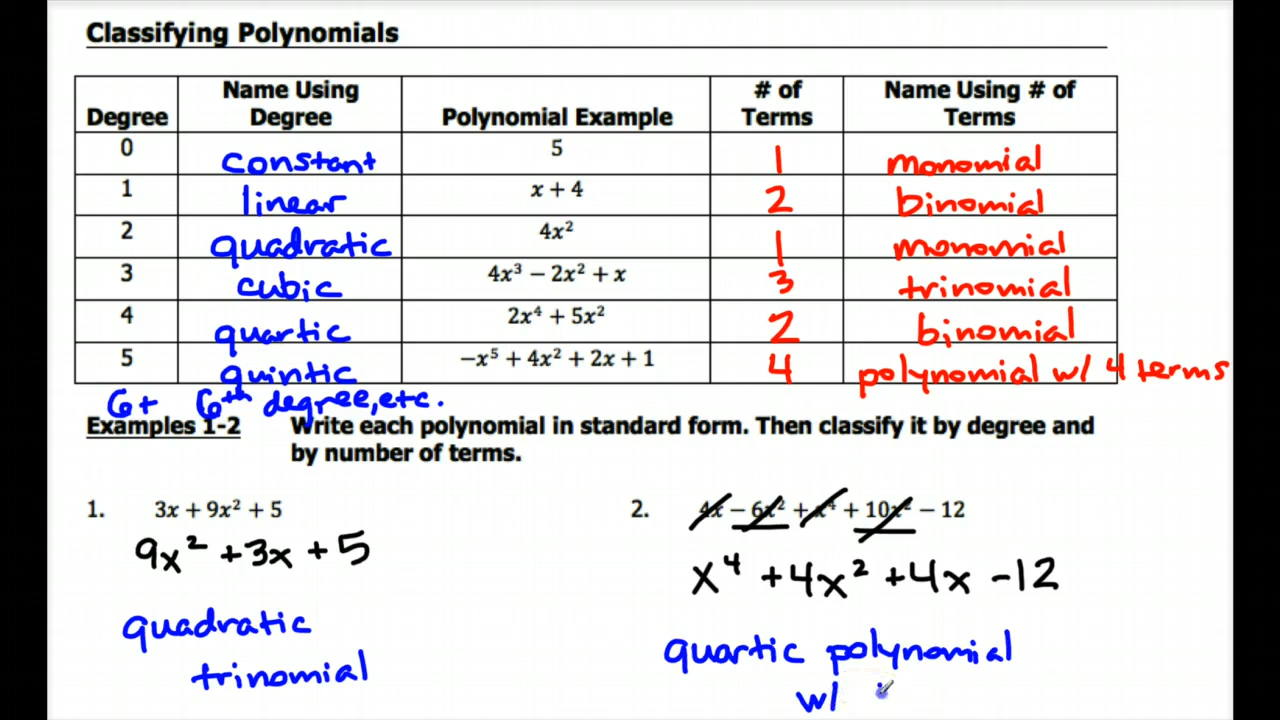 Classifying Polynomials
Degree Name Using Degree Polynomial Example # of Terms Name Using # of Terms
0 constant 5 1 monomial
1 linear x + 4 2 binomial
2 quadratic 4x² 1 monomial
3 cubic 4x³ − 2x² + x 3 trinomial
4 quartic 2x⁴ + 5x² 2 binomial
5 quintic −x⁵ + 4x² + 2x + 1 4 polynomial w/ 4 terms
6+ 6th degree, etc.
Examples 1-2 Write each polynomial in standard form. Then classify it by degree and
by number of terms.
1. 3x + 9x² + 5 2. 4x − 6x² + x⁴ + 10x² − 12
9x² + 3x + 5 x⁴ + 4x² + 4x − 12
quadratic quartic polynomial
trinomial w/